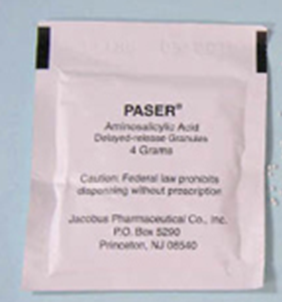 PASER®
Aminosalicylic Acid
Delayed-release Granules
4 Grams
Caution: Federal law prohibits
dispensing without prescription
Jacobus Pharmaceutical Co., Inc.
P.O. Box 5290
Princeton, NJ 08540